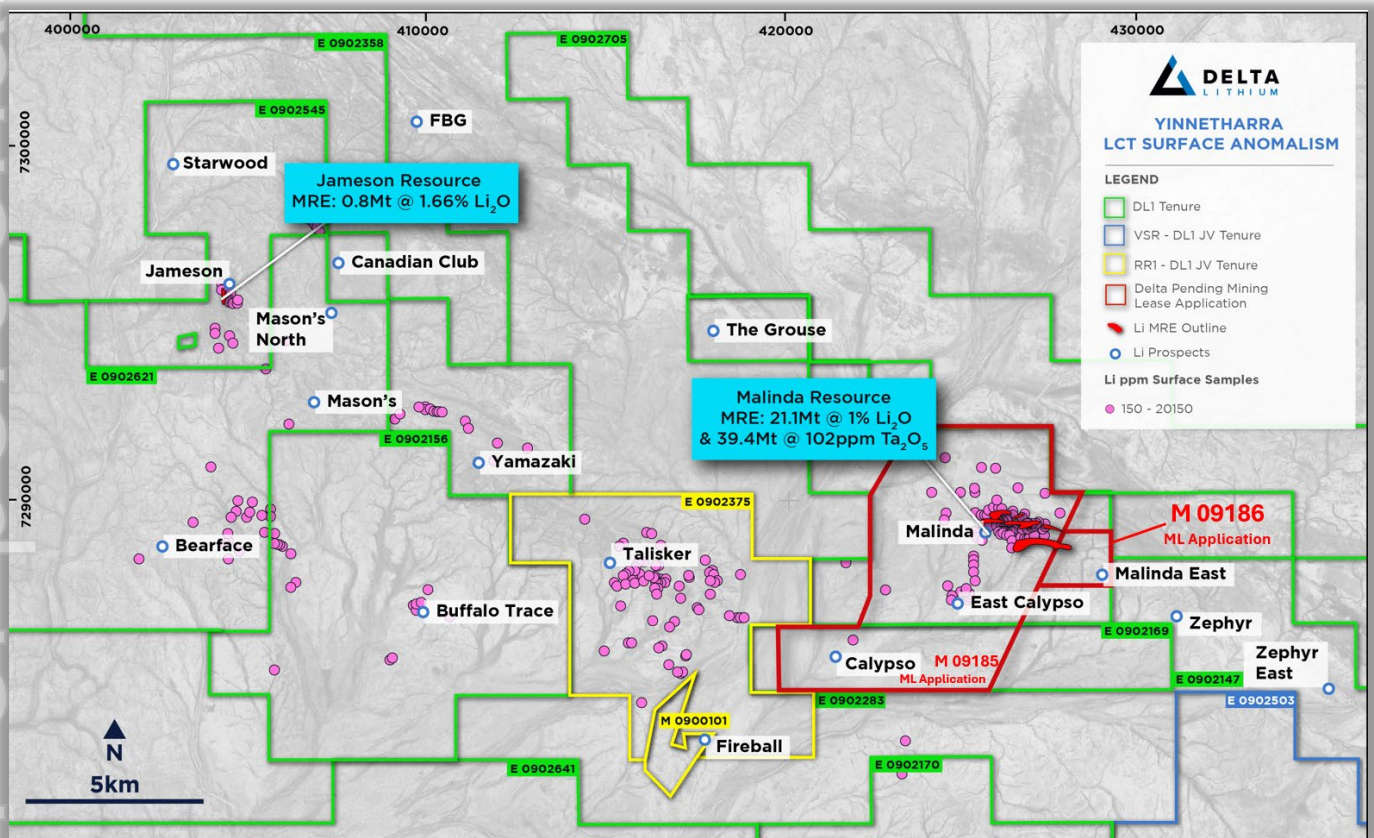 400000
410000
420000
430000
E 0902358
E 0902705
DELTA
LITHIUM
YINNETHARRA
LCT SURFACE ANOMALISM
LEGEND
DL1 Tenure
VSR - DL1 JV Tenure
RR1 - DL1 JV Tenure
Delta Pending Mining
Lease Application
Li MRE Outline
Li Prospects
Li ppm Surface Samples
150 - 20150
E 0902545
FBG
7300000
Starwood
Jameson Resource
MRE: 0.8Mt @ 1.66% Li₂O
Canadian Club
Jameson
Mason's
North
The Grouse
E 0902621
Mason's
Malinda Resource
MRE: 21.1Mt @ 1% Li₂O
& 39.4Mt @ 102ppm Ta₂O₅
E 0902156
Yamazaki
7290000
E 0902375
M 09186
ML Application
Malinda
Bearface
Talisker
Malinda East
East Calypso
Buffalo Trace
Zephyr
E 0902169
Calypso
M 09185
ML Application
Zephyr
East
E 0902147
E 0902283
E 0902503
M 0900101
Fireball
N
5km
E 0902641
E 0902170